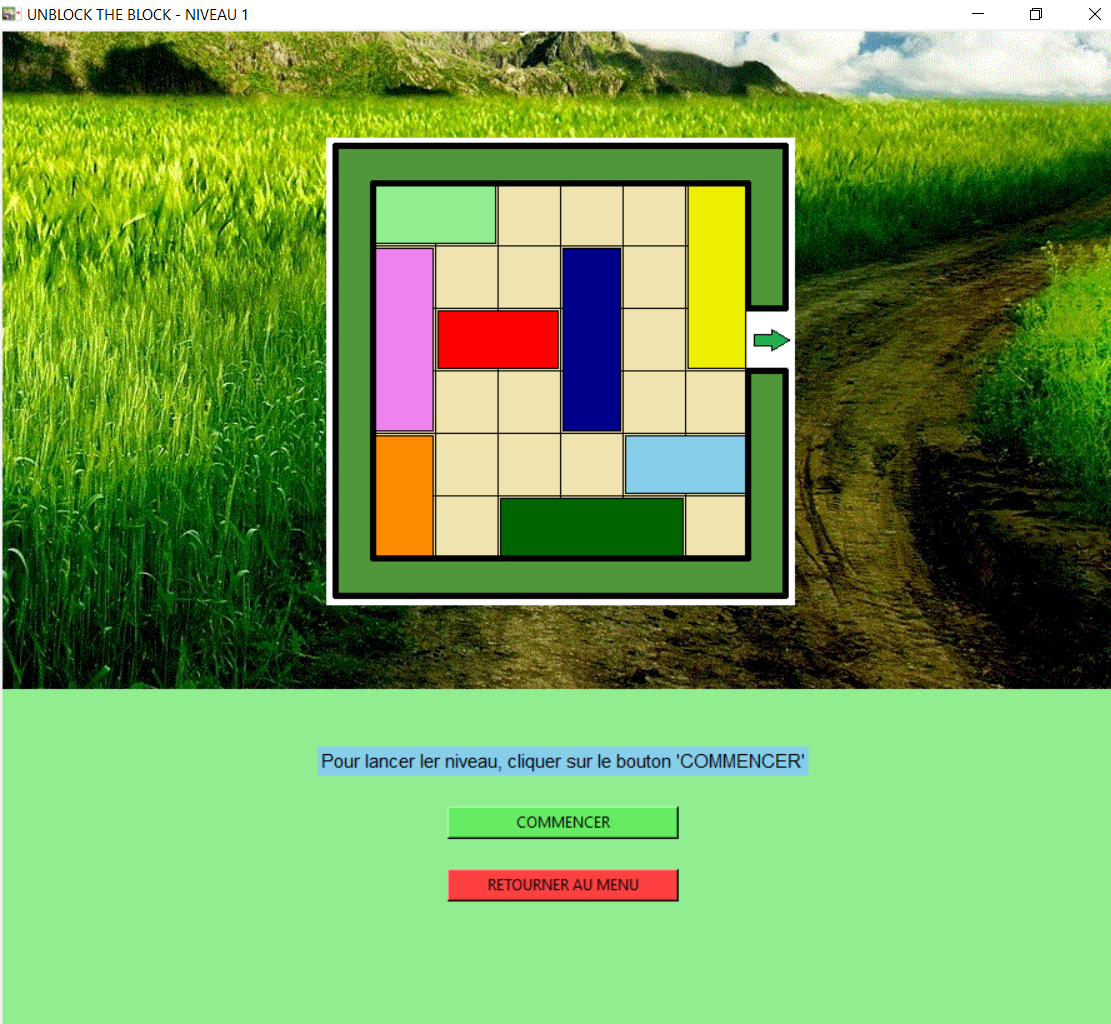 UNBLOCK THE BLOCK - NIVEAU 1
Pour lancer ler niveau, cliquer sur le bouton 'COMMENCER'
COMMENCER
RETOURNER AU MENU